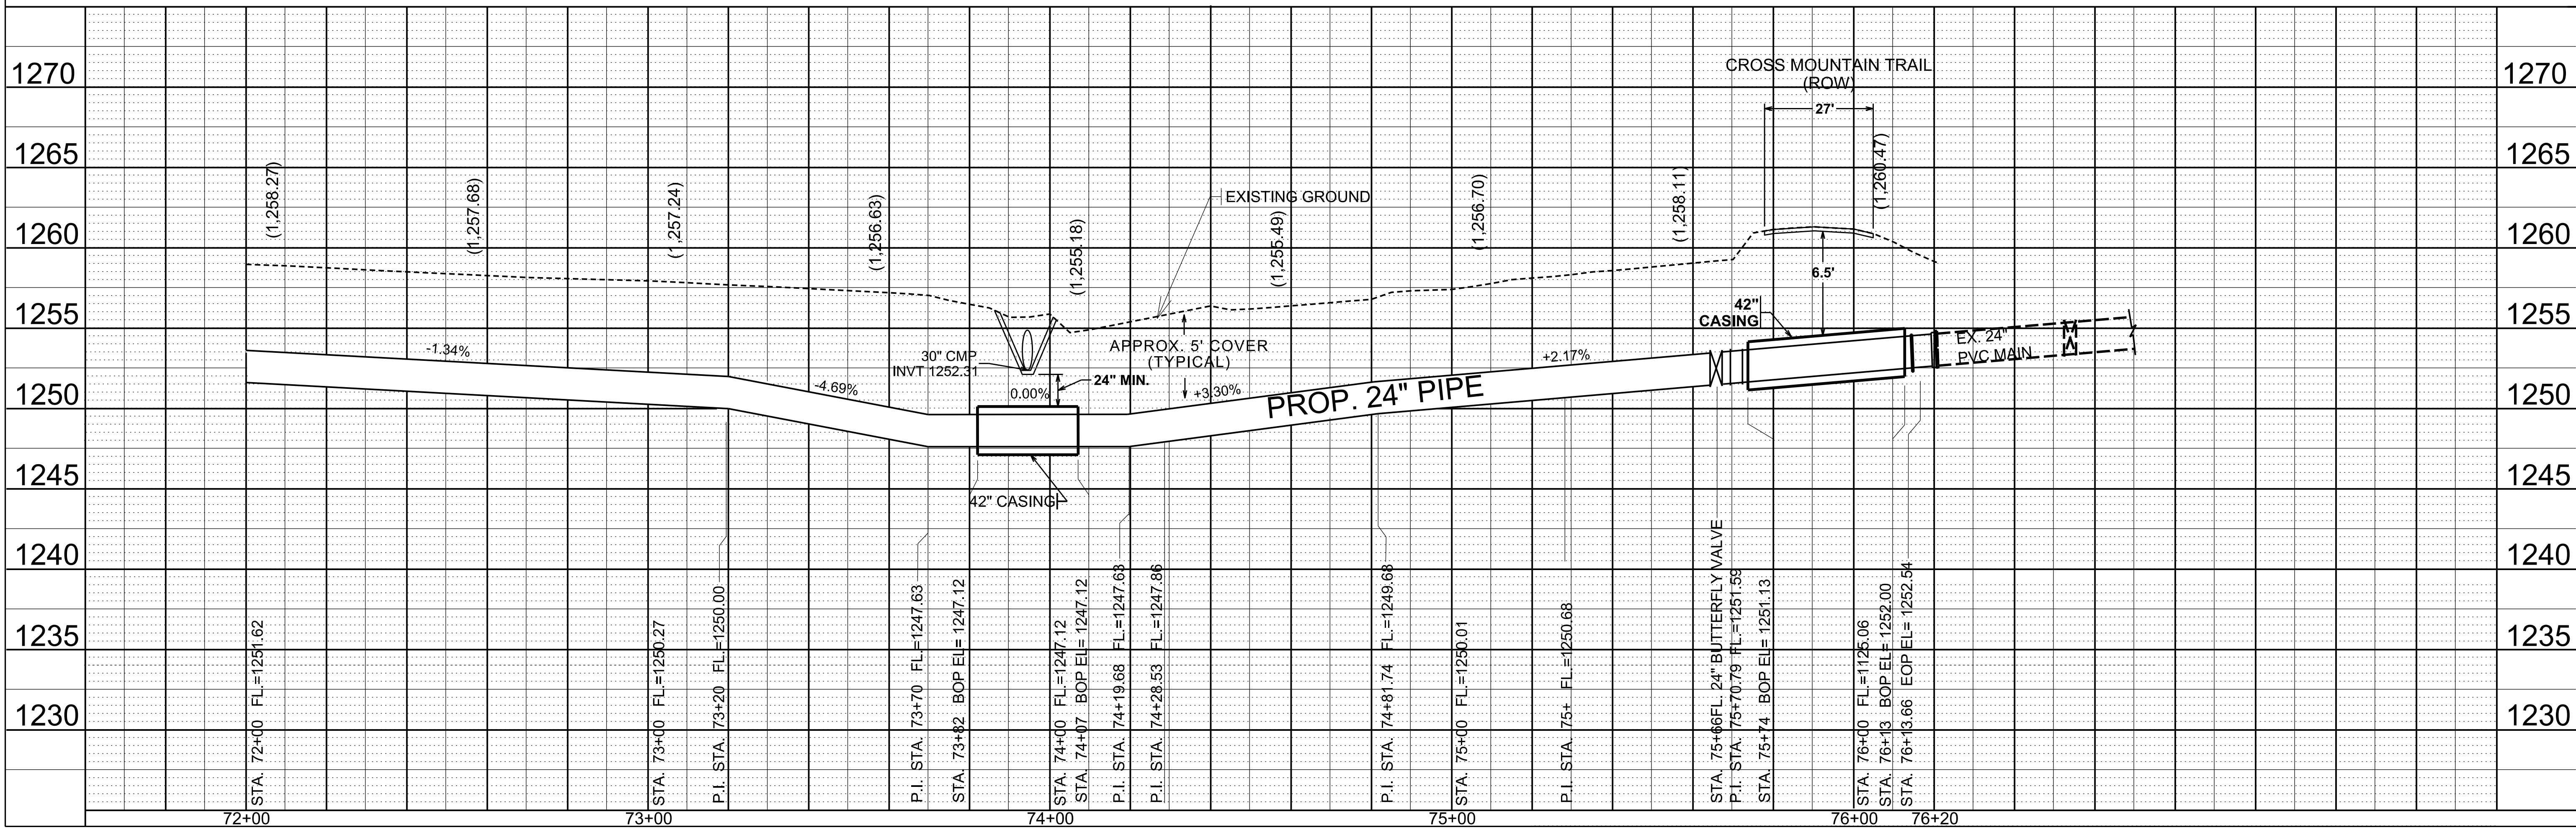 1270
1265
1260
1255
1250
1245
1240
1235
1230
1270
1265
1260
1255
1250
1245
1240
1235
1230
CROSS MOUNTAIN TRAIL
(ROW)
27'
(1,258.27)
(1,257.68)
(1,257.24)
(1,256.63)
(1,255.18)
(1,255.49)
(1,256.70)
(1,258.11)
(1,260.47)
EXISTING GROUND
6.5'
42"
CASING
EX. 24"
PVC MAIN
APPROX. 5' COVER
(TYPICAL)
30" CMP
INVT 1252.31
24" MIN.
-1.34%
-4.69%
0.00%
+3.30%
+2.17%
PROP. 24" PIPE
42" CASING
STA. 72+00 FL.=1251.62
STA. 73+00 FL.=1250.27
P.I. STA. 73+20 FL.=1250.00
P.I. STA. 73+70 FL.=1247.63
STA. 73+82 BOP EL= 1247.12
STA. 74+00 FL.=1247.12
STA. 74+07 BOP EL= 1247.12
P.I. STA. 74+19.68 FL.=1247.63
P.I. STA. 74+28.53 FL.=1247.86
P.I. STA. 74+81.74 FL.=1249.68
STA. 75+00 FL.=1250.01
P.I. STA. 75+ FL.=1250.68
STA. 75+66FL. 24" BUTTERFLY VALVE
P.I. STA. 75+70.79 FL.=1251.59
STA. 75+74 BOP EL= 1251.13
STA. 76+00 FL.=1125.06
STA. 76+13 BOP EL= 1252.00
STA. 76+13.66 EOP EL= 1252.54
72+00
73+00
74+00
75+00
76+00
76+20